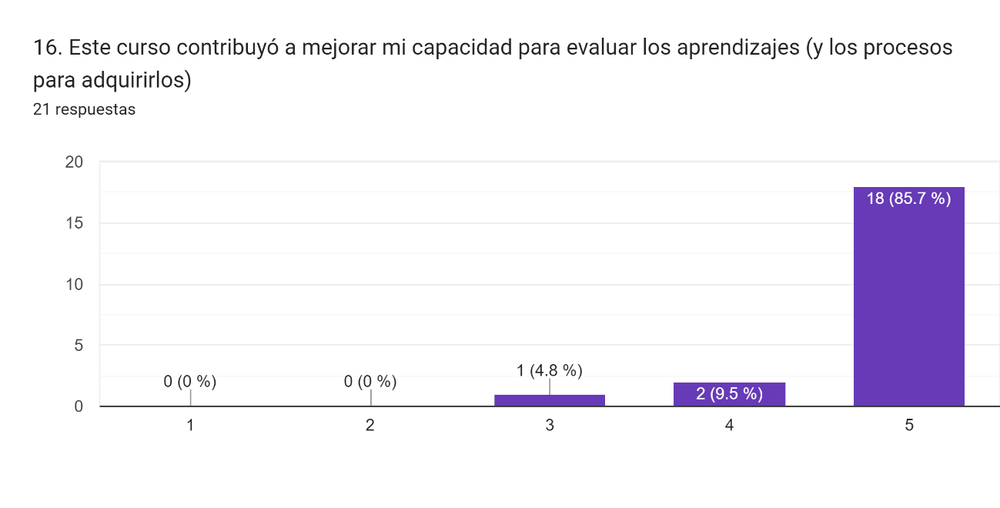 16. Este curso contribuyó a mejorar mi capacidad para evaluar los aprendizajes (y los procesos
para adquirirlos)
21 respuestas
20
15
10
5
0
0 (0 %)
0 (0 %)
1 (4.8 %)
2 (9.5 %)
18 (85.7 %)
1
2
3
4
5